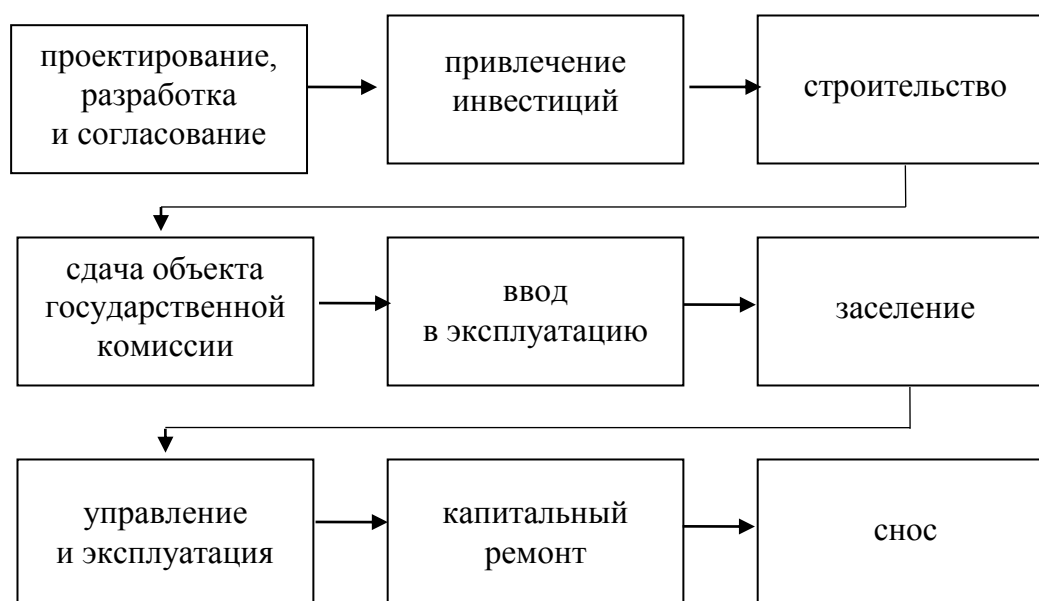 проектирование,
разработка
и согласование
привлечение
инвестиций
строительство
сдача объекта
государственной
комиссии
ввод
в эксплуатацию
заселение
управление
и эксплуатация
капитальный
ремонт
снос